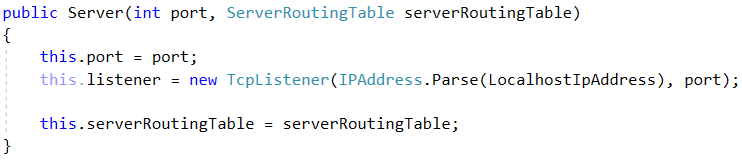 public Server(int port, ServerRoutingTable serverRoutingTable)
{
    this.port = port;
    this.listener = new TcpListener(IPAddress.Parse(LocalhostIpAddress), port);

    this.serverRoutingTable = serverRoutingTable;
}